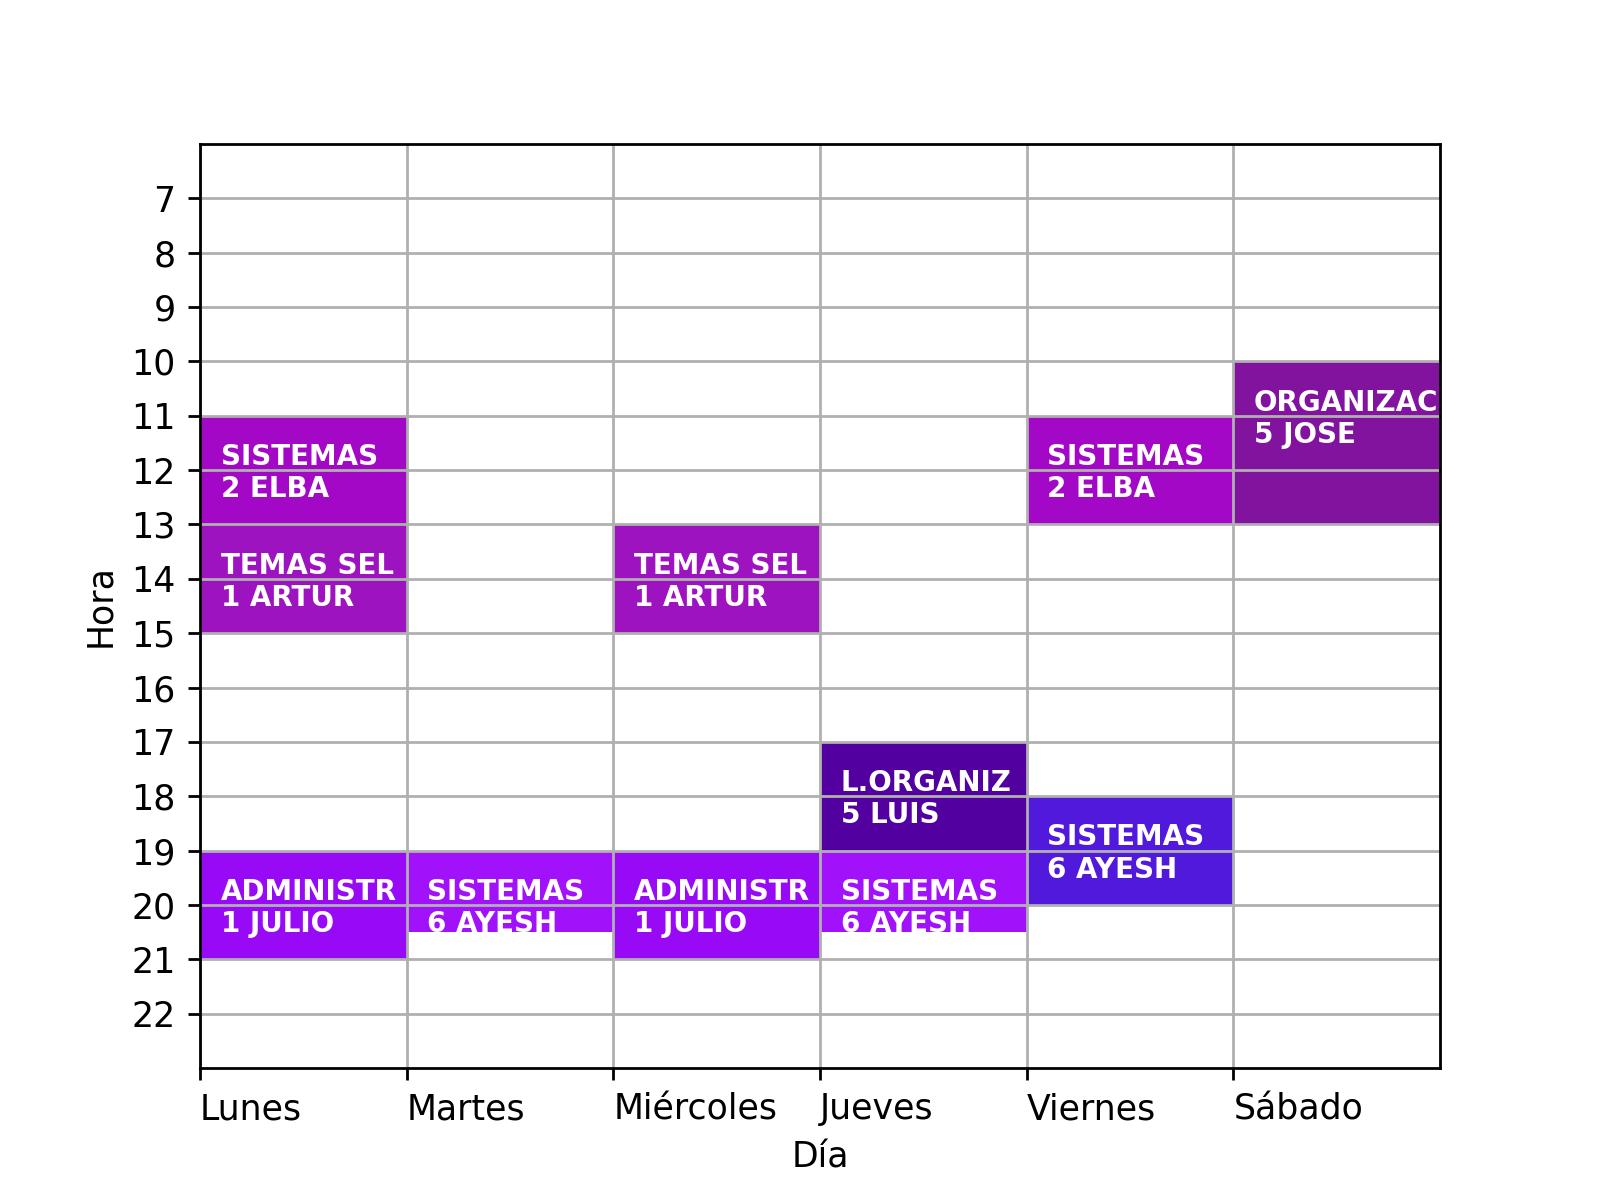 7
8
9
10
11
12
13
14
15
16
17
18
19
20
21
22
Hora
ORGANIZAC
5 JOSE
SISTEMAS
2 ELBA
SISTEMAS
2 ELBA
TEMAS SEL
1 ARTUR
TEMAS SEL
1 ARTUR
L.ORGANIZ
5 LUIS
SISTEMAS
6 AYESH
ADMINISTR
1 JULIO
SISTEMAS
6 AYESH
ADMINISTR
1 JULIO
SISTEMAS
6 AYESH
Lunes
Martes
Miércoles
Jueves
Viernes
Sábado
Día